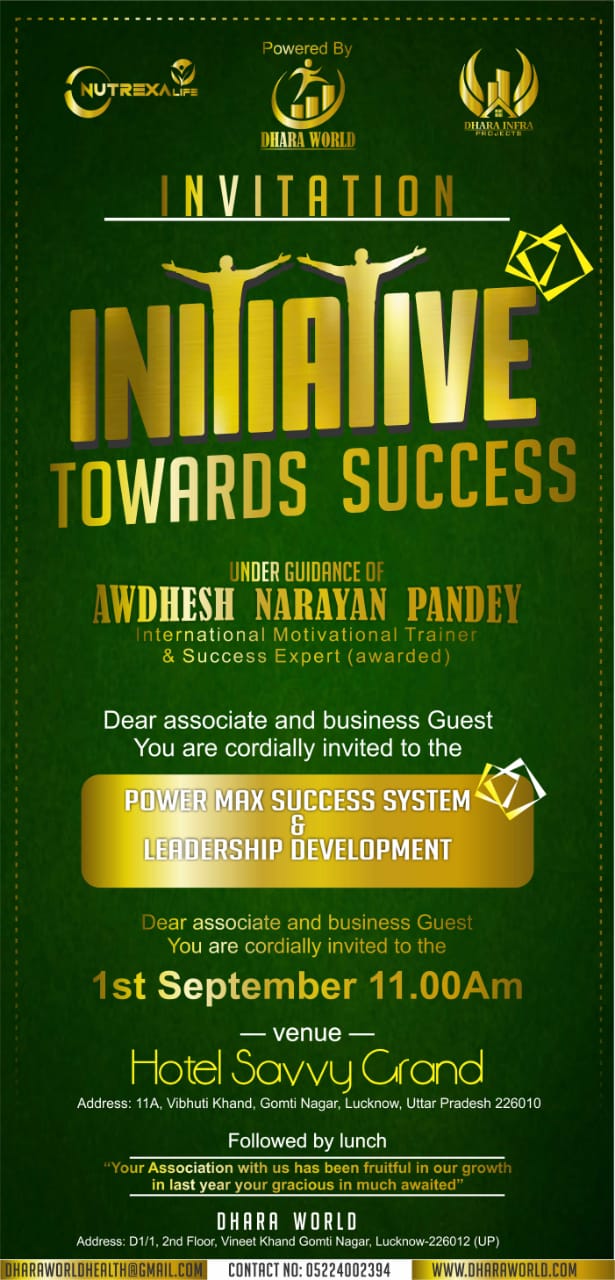 Powered By
NUTREXA LIFE
DHARA WORLD
DHARA INFRA
PROJECTS
INVITATION
INITIATIVE
TOWARDS SUCCESS
UNDER GUIDANCE OF
AWDHESH NARAYAN PANDEY
International Motivational Trainer
& Success Expert (awarded)
Dear associate and business Guest
You are cordially invited to the
POWER MAX SUCCESS SYSTEM
&
LEADERSHIP DEVELOPMENT
Dear associate and business Guest
You are cordially invited to the
1st September 11.00Am
— venue —
Hotel Savvy Grand
Address: 11A, Vibhuti Khand, Gomti Nagar, Lucknow, Uttar Pradesh 226010
Followed by lunch
“Your Association with us has been fruitful in our growth
in last year your gracious in much awaited”
DHARA WORLD
Address: D1/1, 2nd Floor, Vineet Khand Gomti Nagar, Lucknow-226012 (UP)
DHARAWORLDHEALTH@GMAIL.COM CONTACT NO: 05224002394 WWW.DHARAWORLD.COM